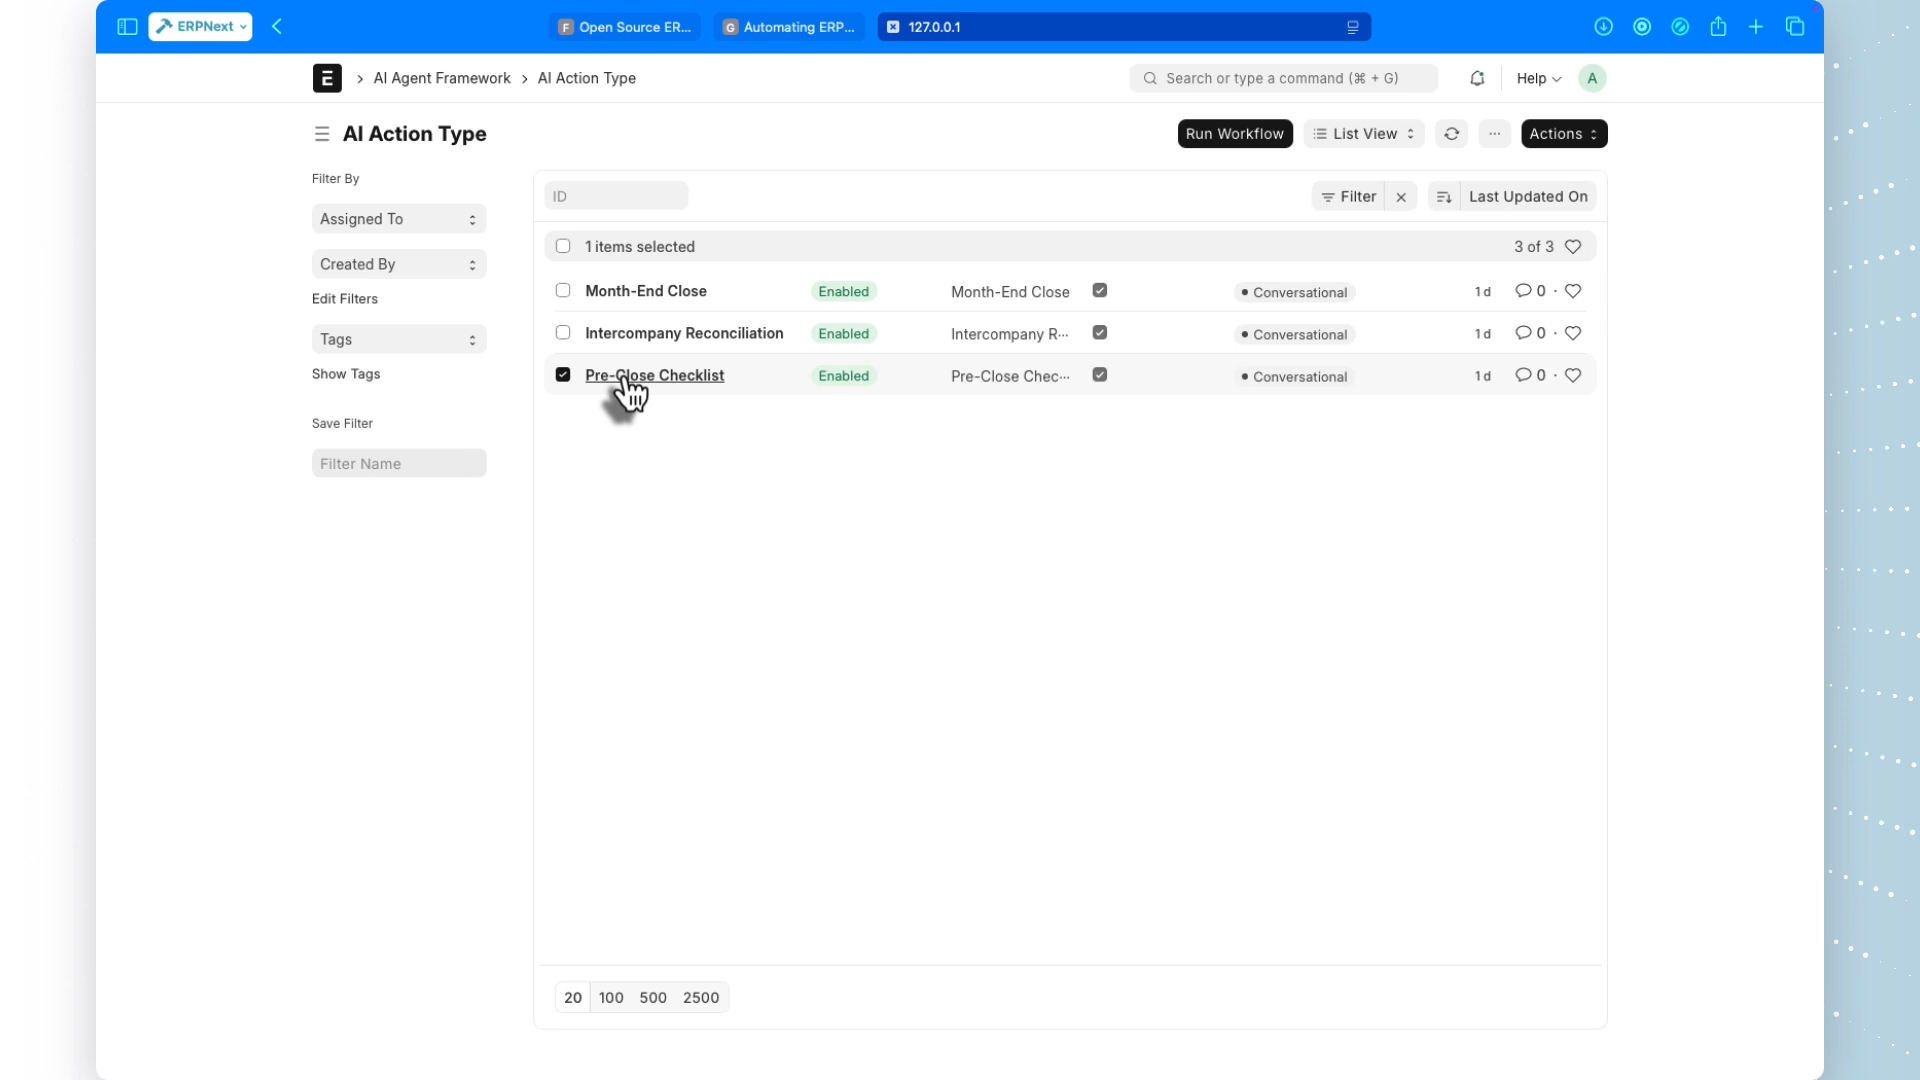 ERPNext
F Open Source ER...
G Automating ERP...
127.0.0.1
E > AI Agent Framework > AI Action Type
Search or type a command (⌘ + G)
Help
A
AI Action Type
Run Workflow
List View
...
Actions
Filter By
Assigned To
Created By
Edit Filters
Tags
Show Tags
Save Filter
Filter Name
ID
Filter
Last Updated On
1 items selected
3 of 3
Month-End Close Enabled Month-End Close • Conversational 1 d 0 ·
Intercompany Reconciliation Enabled Intercompany R... • Conversational 1 d 0 ·
Pre-Close Checklist Enabled Pre-Close Chec... • Conversational 1 d 0 ·
20 100 500 2500